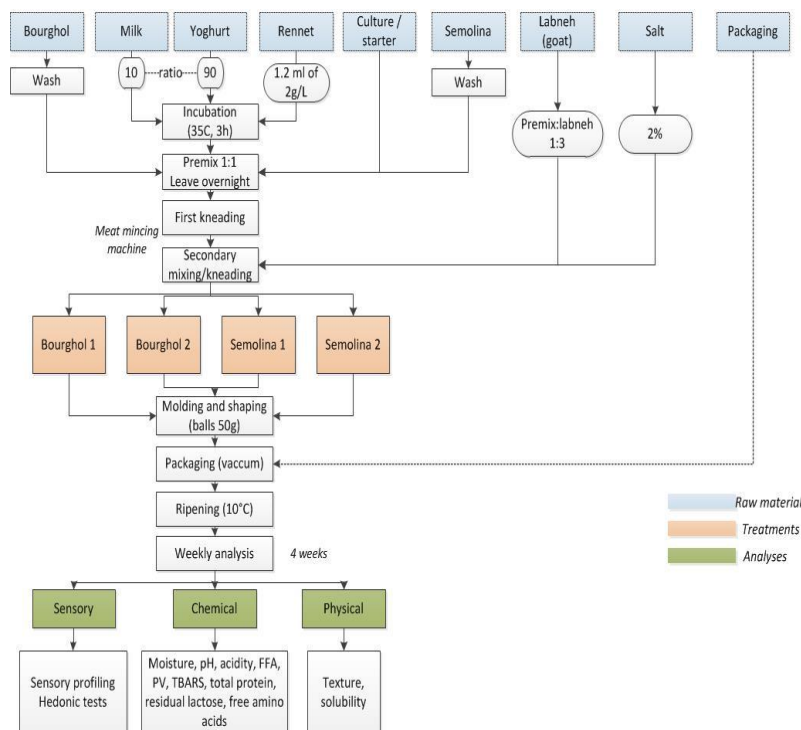 Bourghol
Milk
Yoghurt
Rennet
Culture /
starter
Semolina
Labneh
(goat)
Salt
Packaging
Wash
10
ratio
90
1.2 ml of
2g/L
Wash
Incubation
(35C, 3h)
Premix:labneh
1:3
2%
Premix 1:1
Leave overnight
First kneading
Meat mincing
machine
Secondary
mixing/kneading
Bourghol 1
Bourghol 2
Semolina 1
Semolina 2
Molding and shaping
(balls 50g)
Packaging (vaccum)
Ripening (10°C)
Weekly analysis
4 weeks
Raw material
Treatments
Analyses
Sensory
Chemical
Physical
Sensory profiling
Hedonic tests
Moisture, pH, acidity, FFA,
PV, TBARS, total protein,
residual lactose, free amino
acids
Texture,
solubility